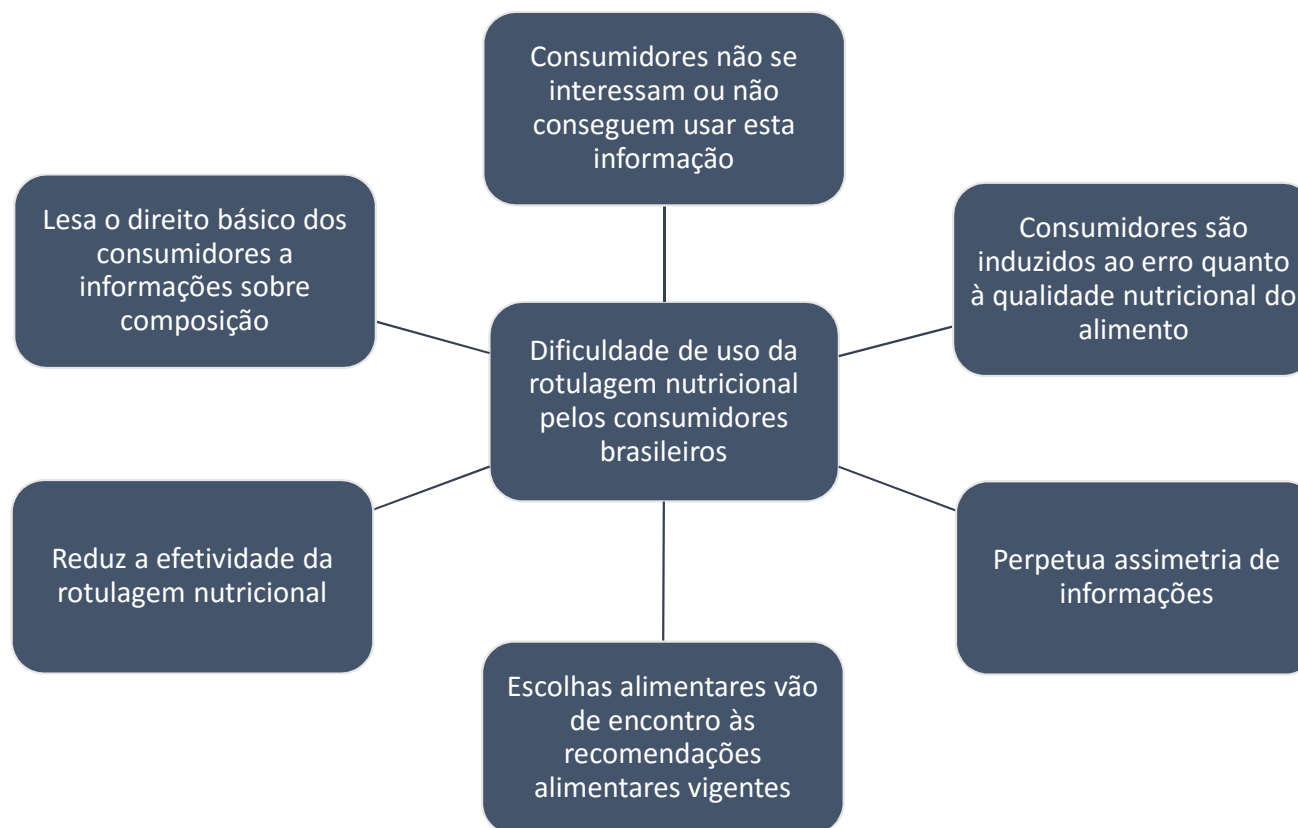 Consumidores não se
interessam ou não
conseguem usar esta
informação
Lesa o direito básico dos
consumidores a
informações sobre
composição
Consumidores são
induzidos ao erro quanto
à qualidade nutricional do
alimento
Dificuldade de uso da
rotulagem nutricional
pelos consumidores
brasileiros
Reduz a efetividade da
rotulagem nutricional
Perpetua assimetria de
informações
Escolhas alimentares vão
de encontro às
recomendações
alimentares vigentes